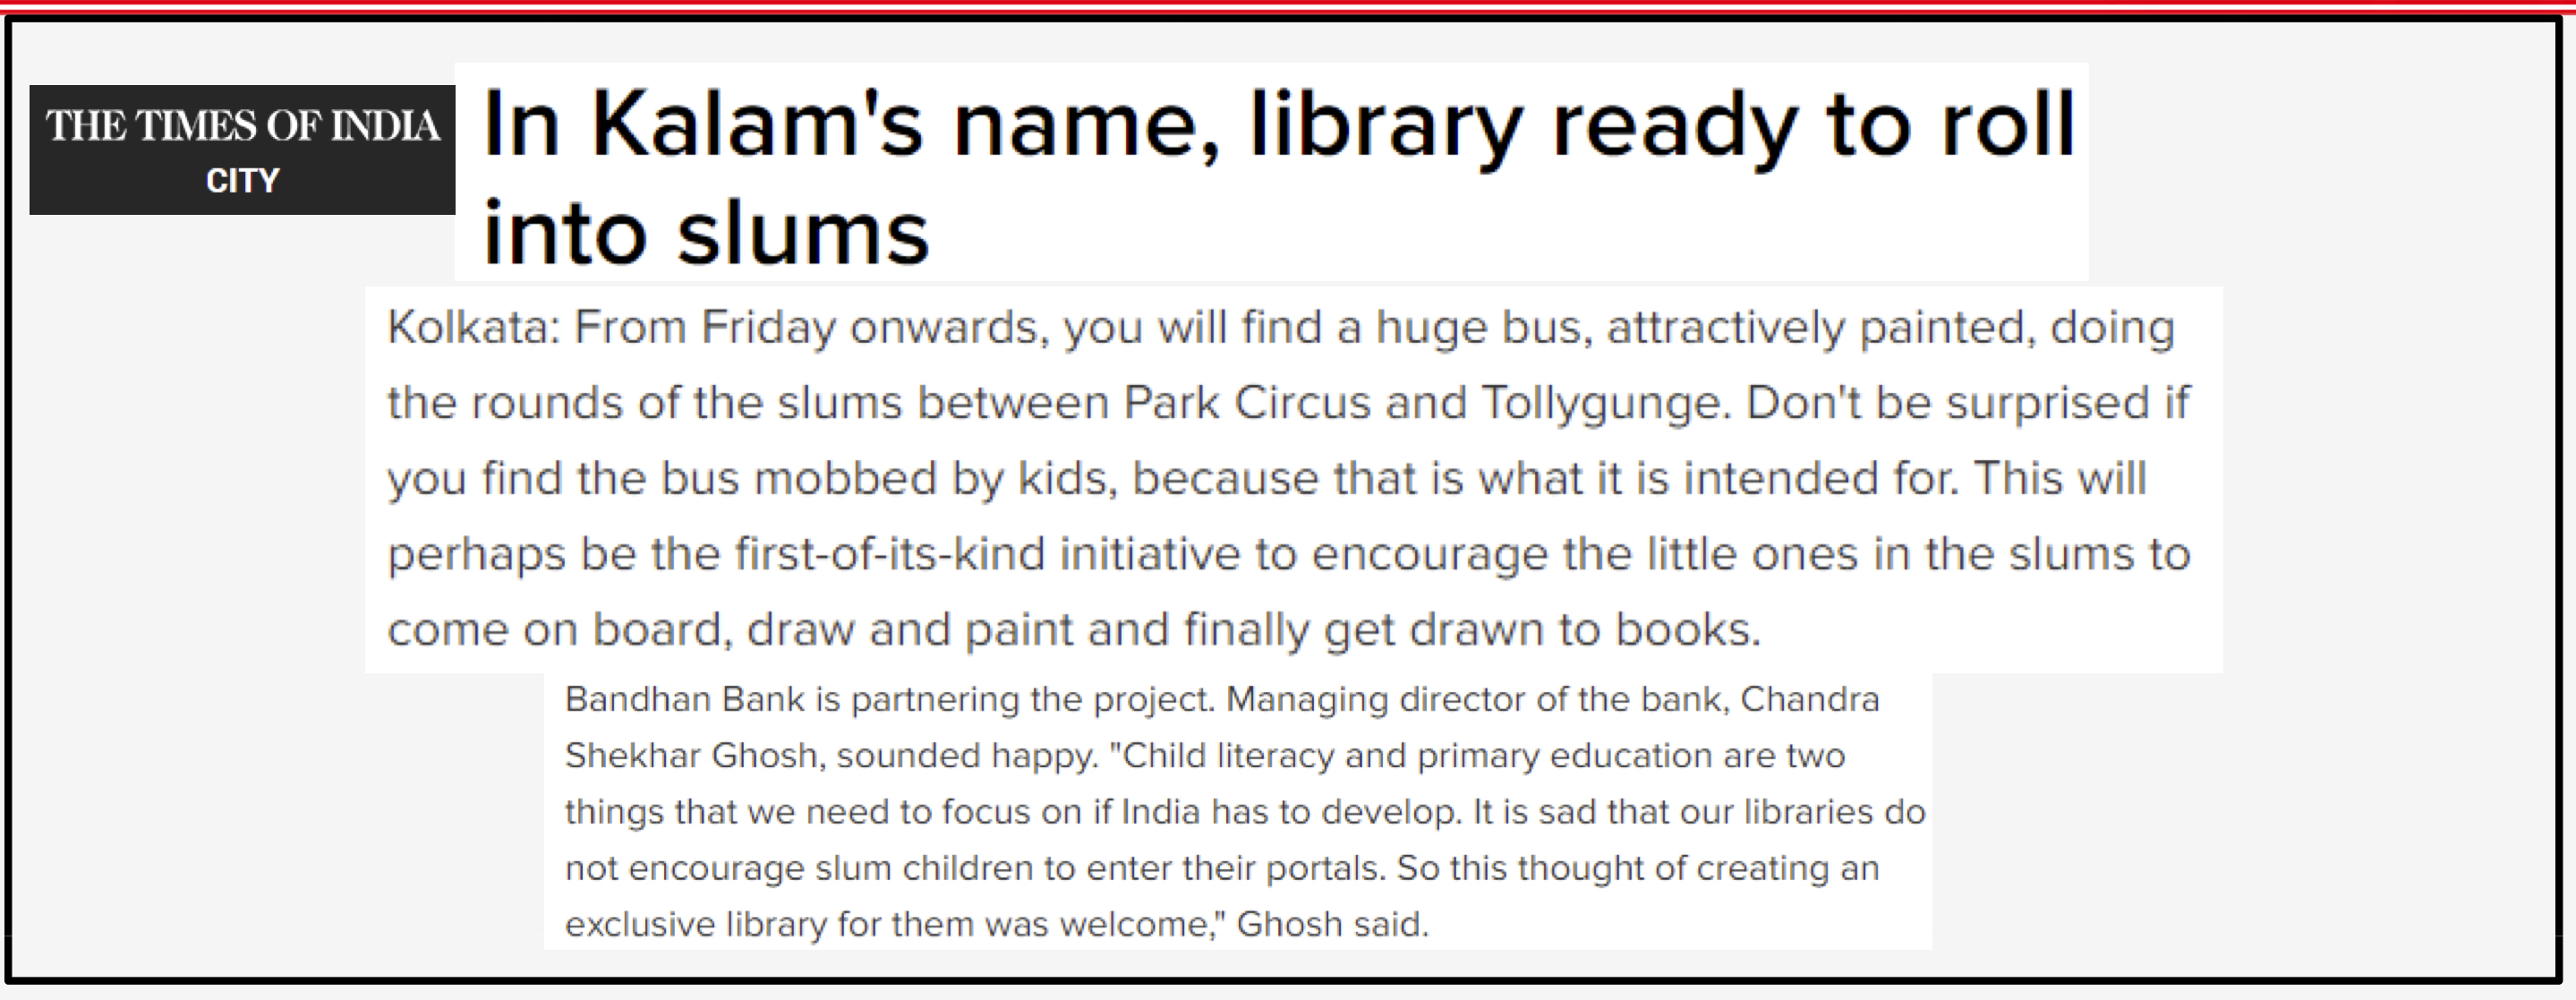 THE TIMES OF INDIA
CITY
In Kalam's name, library ready to roll
into slums
Kolkata: From Friday onwards, you will find a huge bus, attractively painted, doing
the rounds of the slums between Park Circus and Tollygunge. Don't be surprised if
you find the bus mobbed by kids, because that is what it is intended for. This will
perhaps be the first-of-its-kind initiative to encourage the little ones in the slums to
come on board, draw and paint and finally get drawn to books.
Bandhan Bank is partnering the project. Managing director of the bank, Chandra
Shekhar Ghosh, sounded happy. "Child literacy and primary education are two
things that we need to focus on if India has to develop. It is sad that our libraries do
not encourage slum children to enter their portals. So this thought of creating an
exclusive library for them was welcome," Ghosh said.